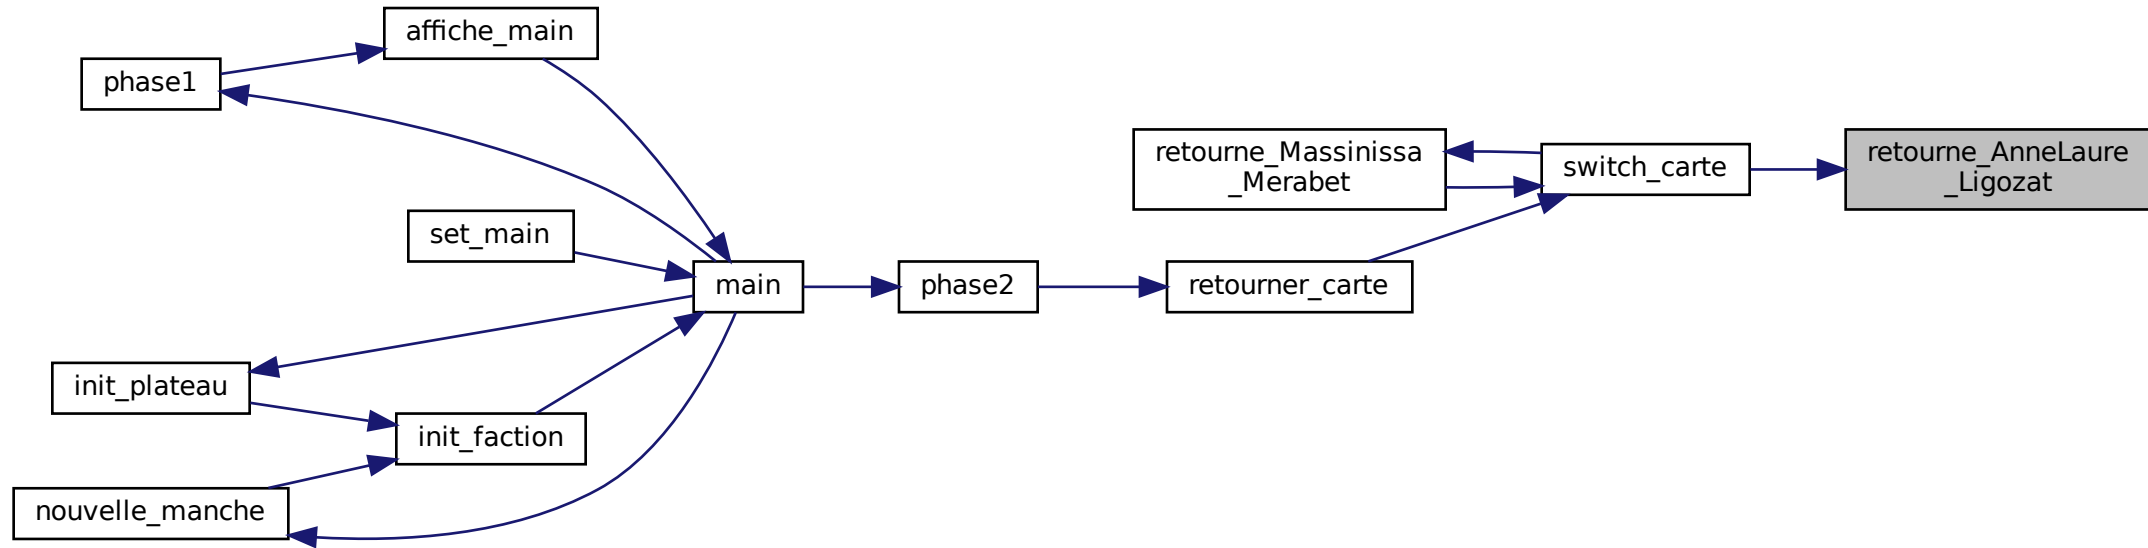 affiche_main
phase1
retourne_Massinissa
_Merabet
switch_carte
retourne_AnneLaure
_Ligozat
set_main
main
phase2
retourner_carte
init_plateau
init_faction
nouvelle_manche